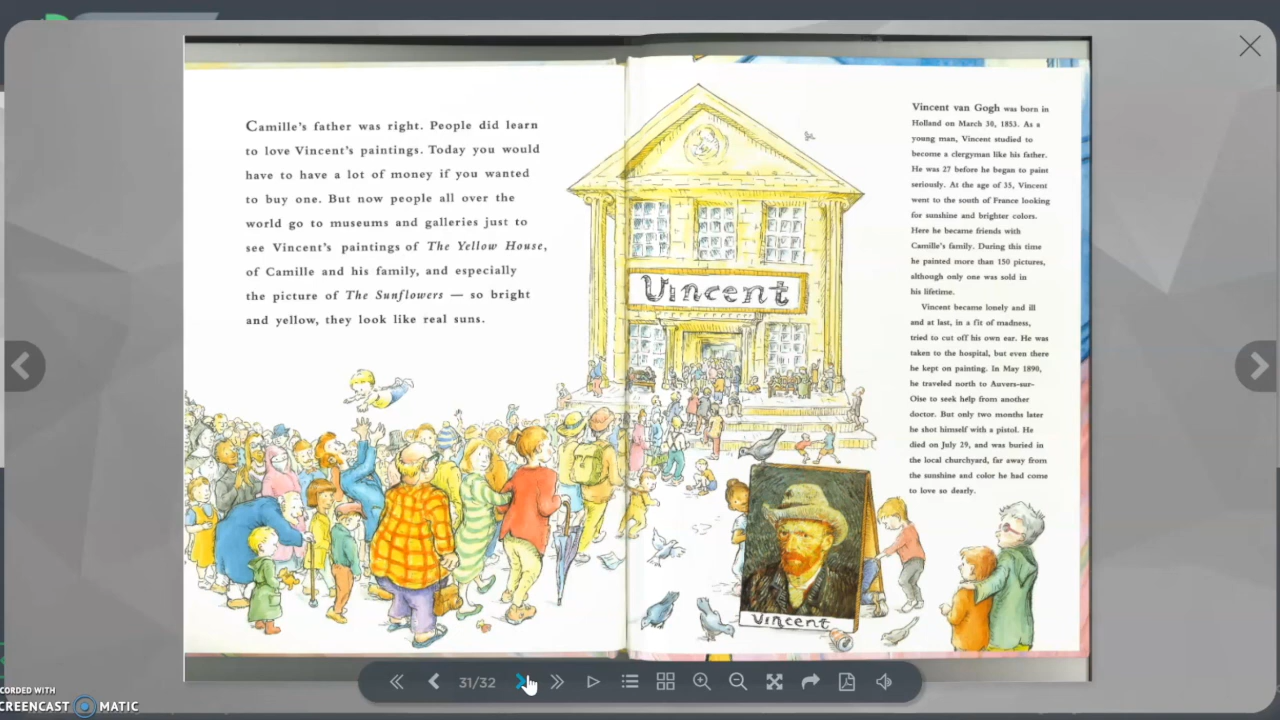 Camille's father was right. People did learn
to love Vincent's paintings. Today you would
have to have a lot of money if you wanted
to buy one. But now people all over the
world go to museums and galleries just to
see Vincent's paintings of The Yellow House,
of Camille and his family, and especially
the picture of The Sunflowers — so bright
and yellow, they look like real suns.
Vincent
Vincent
Vincent van Gogh was born in
Holland on March 30, 1853. As a
young man, Vincent studied to
become a clergyman like his father.
He was 27 before he began to paint
seriously. At the age of 35, Vincent
went to the south of France looking
for sunshine and brighter colors.
Here he became friends with
Camille's family. During this time
he painted more than 150 pictures,
although only one was sold in
his lifetime.
Vincent became lonely and ill
and at last, in a fit of madness,
tried to cut off his own ear. He was
taken to the hospital, but even there
he kept on painting. In May 1890,
he traveled north to Auvers-sur-
Oise to seek help from another
doctor. But only two months later
he shot himself with a pistol. He
died on July 29, and was buried in
the local churchyard, far away from
the sunshine and color he had come
to love so dearly.
31/32
CORDED WITH
CREENCAST MATIC